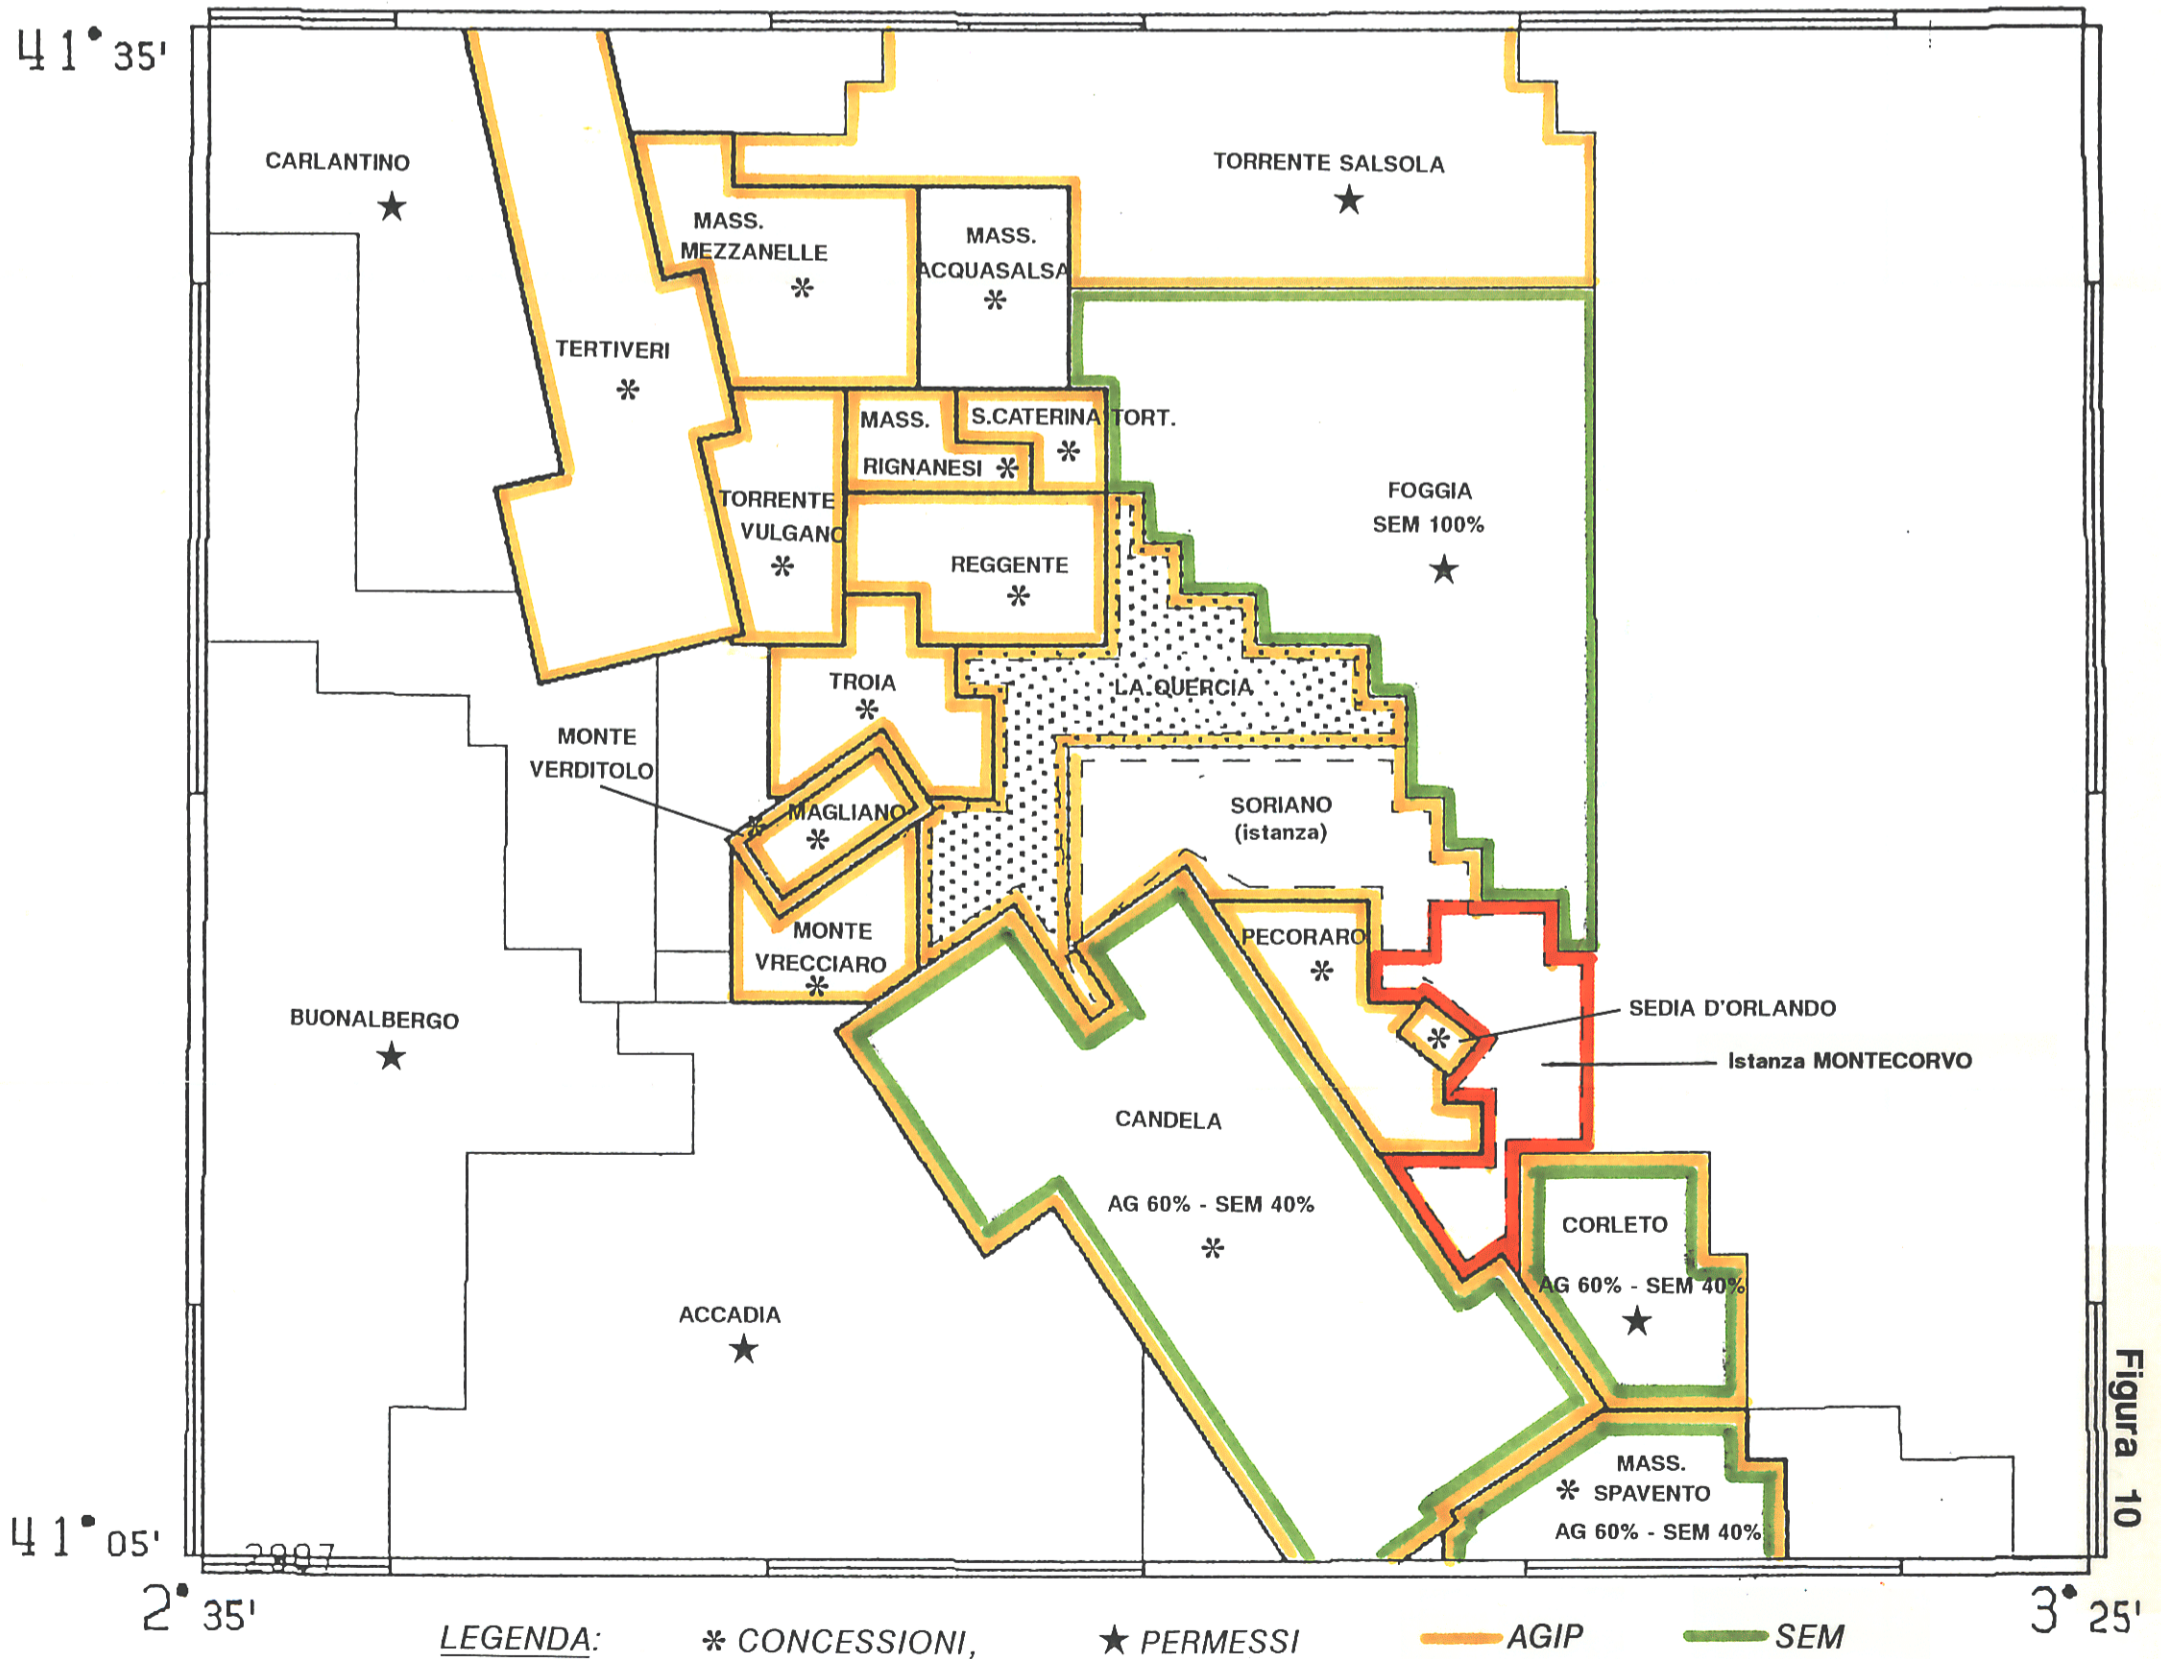 41° 35'
CARLANTINO
TORRENTE SALSOLA
MASS.
MEZZANELLE
MASS.
ACQUASALSA
TERTIVERI
MASS.
RIGNANESI
S.CATERINA TORT.
TORRENTE
VULGANO
FOGGIA
SEM 100%
REGGENTE
TROIA
LA QUERCIA
MONTE
VERDITOLO
MAGLIANO
SORIANO
(istanza)
MONTE
VRECCIARO
PECORARO
BUONALBERGO
SEDIA D'ORLANDO
Istanza MONTECORVO
CANDELA
AG 60% - SEM 40%
CORLETO
AG 60% - SEM 40%
ACCADIA
MASS.
SPAVENTO
AG 60% - SEM 40%
Figura 10
41° 05'
2° 35'
3° 25'
LEGENDA: * CONCESSIONI, ★ PERMESSI AGIP SEM